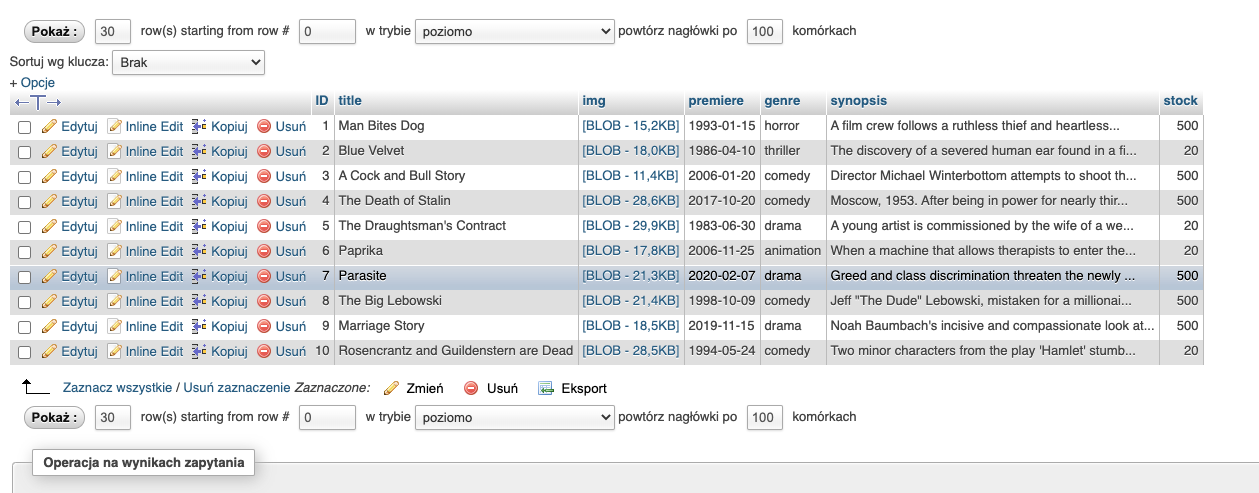 Pokaż : 30 row(s) starting from row # 0 w trybie poziomo powtórz nagłówki po 100 komórkach
Sortuj wg klucza: Brak
+ Opcje
←T→ ID title img premiere genre synopsis stock
Edytuj Inline Edit Kopiuj Usuń 1 Man Bites Dog [BLOB - 15,2KB] 1993-01-15 horror A film crew follows a ruthless thief and heartless... 500
Edytuj Inline Edit Kopiuj Usuń 2 Blue Velvet [BLOB - 18,0KB] 1986-04-10 thriller The discovery of a severed human ear found in a fi... 20
Edytuj Inline Edit Kopiuj Usuń 3 A Cock and Bull Story [BLOB - 11,4KB] 2006-01-20 comedy Director Michael Winterbottom attempts to shoot th... 500
Edytuj Inline Edit Kopiuj Usuń 4 The Death of Stalin [BLOB - 28,6KB] 2017-10-20 comedy Moscow, 1953. After being in power for nearly thir... 500
Edytuj Inline Edit Kopiuj Usuń 5 The Draughtsman's Contract [BLOB - 29,9KB] 1983-06-30 drama A young artist is commissioned by the wife of a we... 20
Edytuj Inline Edit Kopiuj Usuń 6 Paprika [BLOB - 17,8KB] 2006-11-25 animation When a machine that allows therapists to enter the... 20
Edytuj Inline Edit Kopiuj Usuń 7 Parasite [BLOB - 21,3KB] 2020-02-07 drama Greed and class discrimination threaten the newly ... 500
Edytuj Inline Edit Kopiuj Usuń 8 The Big Lebowski [BLOB - 21,4KB] 1998-10-09 comedy Jeff "The Dude" Lebowski, mistaken for a millionai... 500
Edytuj Inline Edit Kopiuj Usuń 9 Marriage Story [BLOB - 18,5KB] 2019-11-15 drama Noah Baumbach's incisive and compassionate look at... 500
Edytuj Inline Edit Kopiuj Usuń 10 Rosencrantz and Guildenstern are Dead [BLOB - 28,5KB] 1994-05-24 comedy Two minor characters from the play 'Hamlet' stumb... 20
Zaznacz wszystkie / Usuń zaznaczenie Zaznaczone: Zmień Usuń Eksport
Pokaż : 30 row(s) starting from row # 0 w trybie poziomo powtórz nagłówki po 100 komórkach
Operacja na wynikach zapytania